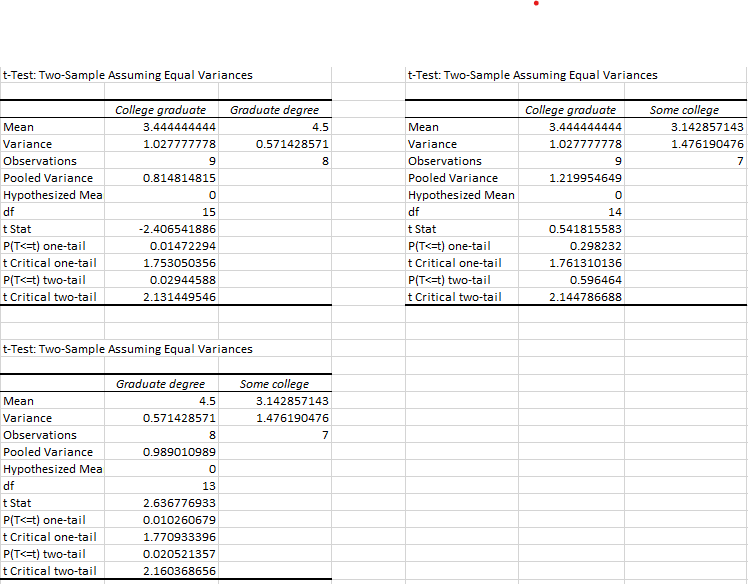 t-Test: Two-Sample Assuming Equal Variances
College graduate Graduate degree
Mean 3.444444444 4.5
Variance 1.027777778 0.571428571
Observations 9 8
Pooled Variance 0.814814815
Hypothesized Mea 0
df 15
t Stat -2.406541886
P(T<=t) one-tail 0.01472294
t Critical one-tail 1.753050356
P(T<=t) two-tail 0.02944588
t Critical two-tail 2.131449546
t-Test: Two-Sample Assuming Equal Variances
College graduate Some college
Mean 3.444444444 3.142857143
Variance 1.027777778 1.476190476
Observations 9 7
Pooled Variance 1.219954649
Hypothesized Mean 0
df 14
t Stat 0.541815583
P(T<=t) one-tail 0.298232
t Critical one-tail 1.761310136
P(T<=t) two-tail 0.596464
t Critical two-tail 2.144786688
t-Test: Two-Sample Assuming Equal Variances
Graduate degree Some college
Mean 4.5 3.142857143
Variance 0.571428571 1.476190476
Observations 8 7
Pooled Variance 0.989010989
Hypothesized Mea 0
df 13
t Stat 2.636776933
P(T<=t) one-tail 0.010260679
t Critical one-tail 1.770933396
P(T<=t) two-tail 0.020521357
t Critical two-tail 2.160368656